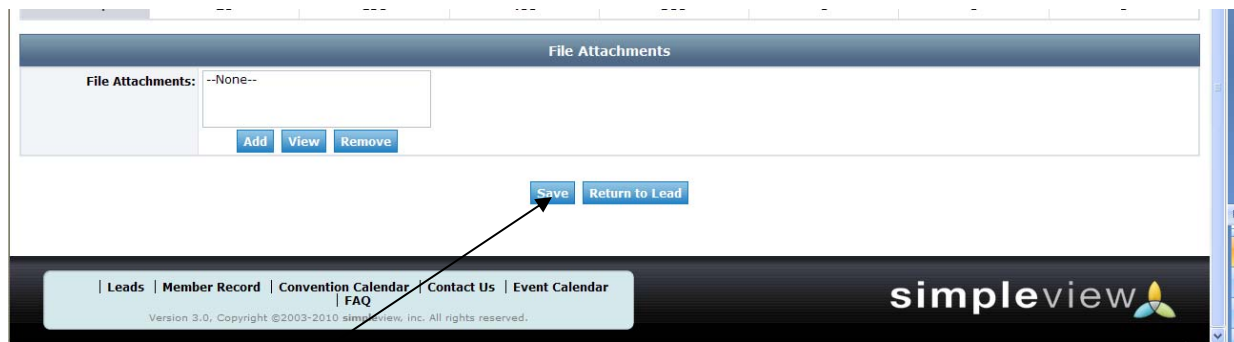 File Attachments
File Attachments: --None--
Add View Remove
Save Return to Lead
| Leads | Member Record | Convention Calendar | Contact Us | Event Calendar
| FAQ
Version 3.0, Copyright ©2003-2010 simpleview, inc. All rights reserved.
simpleview